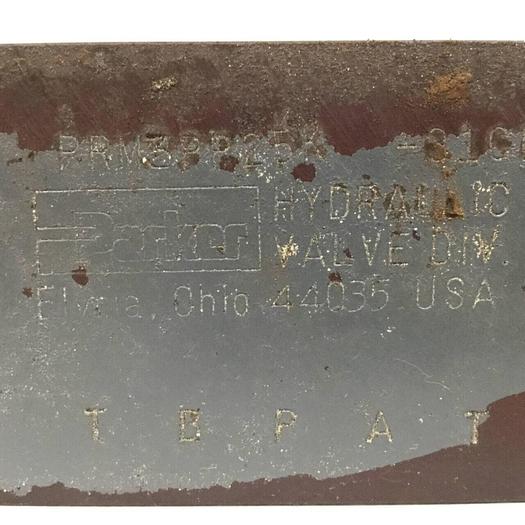 Parker
HYDRAULIC
VALVE DIV
Elyria, Ohio 44035 USA
T B P A T